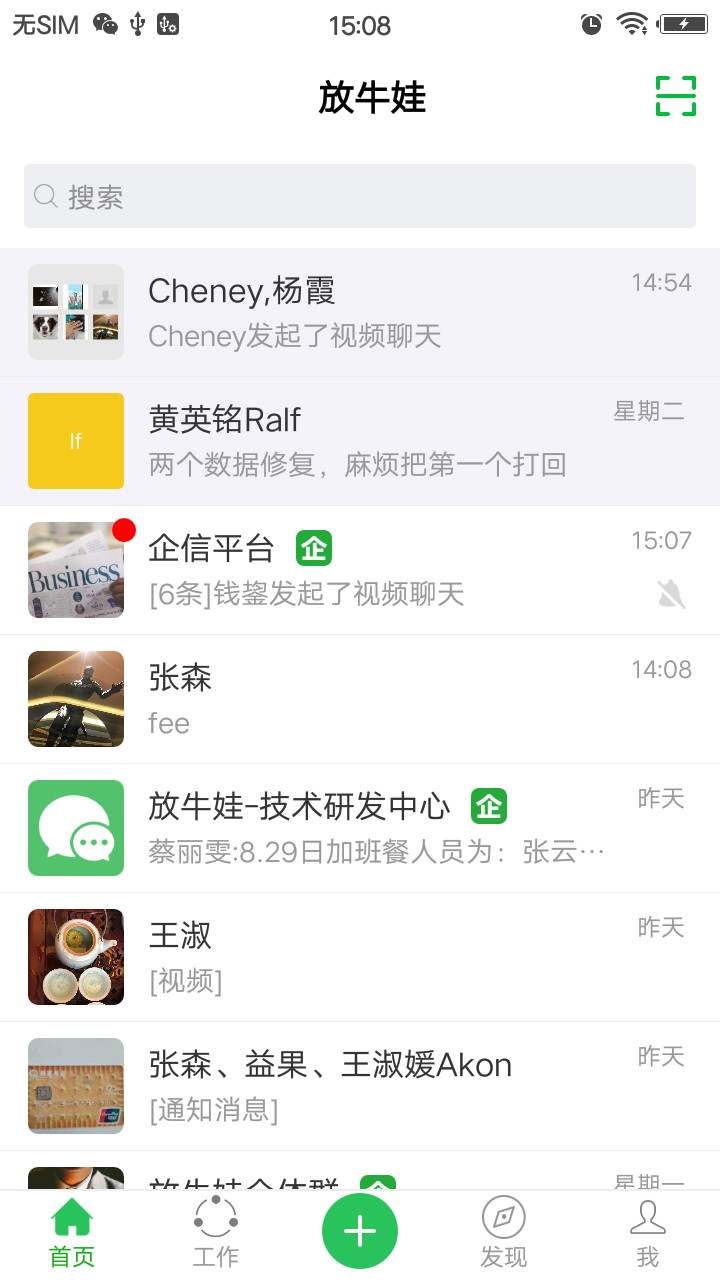 无SIM 15:08
放牛娃
搜索
Cheney,杨霞 14:54
Cheney发起了视频聊天
lf
黄英铭Ralf 星期二
两个数据修复，麻烦把第一个打回
Business
企信平台 企 15:07
[6条]钱鋆发起了视频聊天
张森 14:08
fee
放牛娃-技术研发中心 企 昨天
蔡丽雯:8.29日加班餐人员为：张云…
王淑 昨天
[视频]
张森、益果、王淑媛Akon 昨天
[通知消息]
放牛娃全体群 企 星期一
首页 工作 发现 我